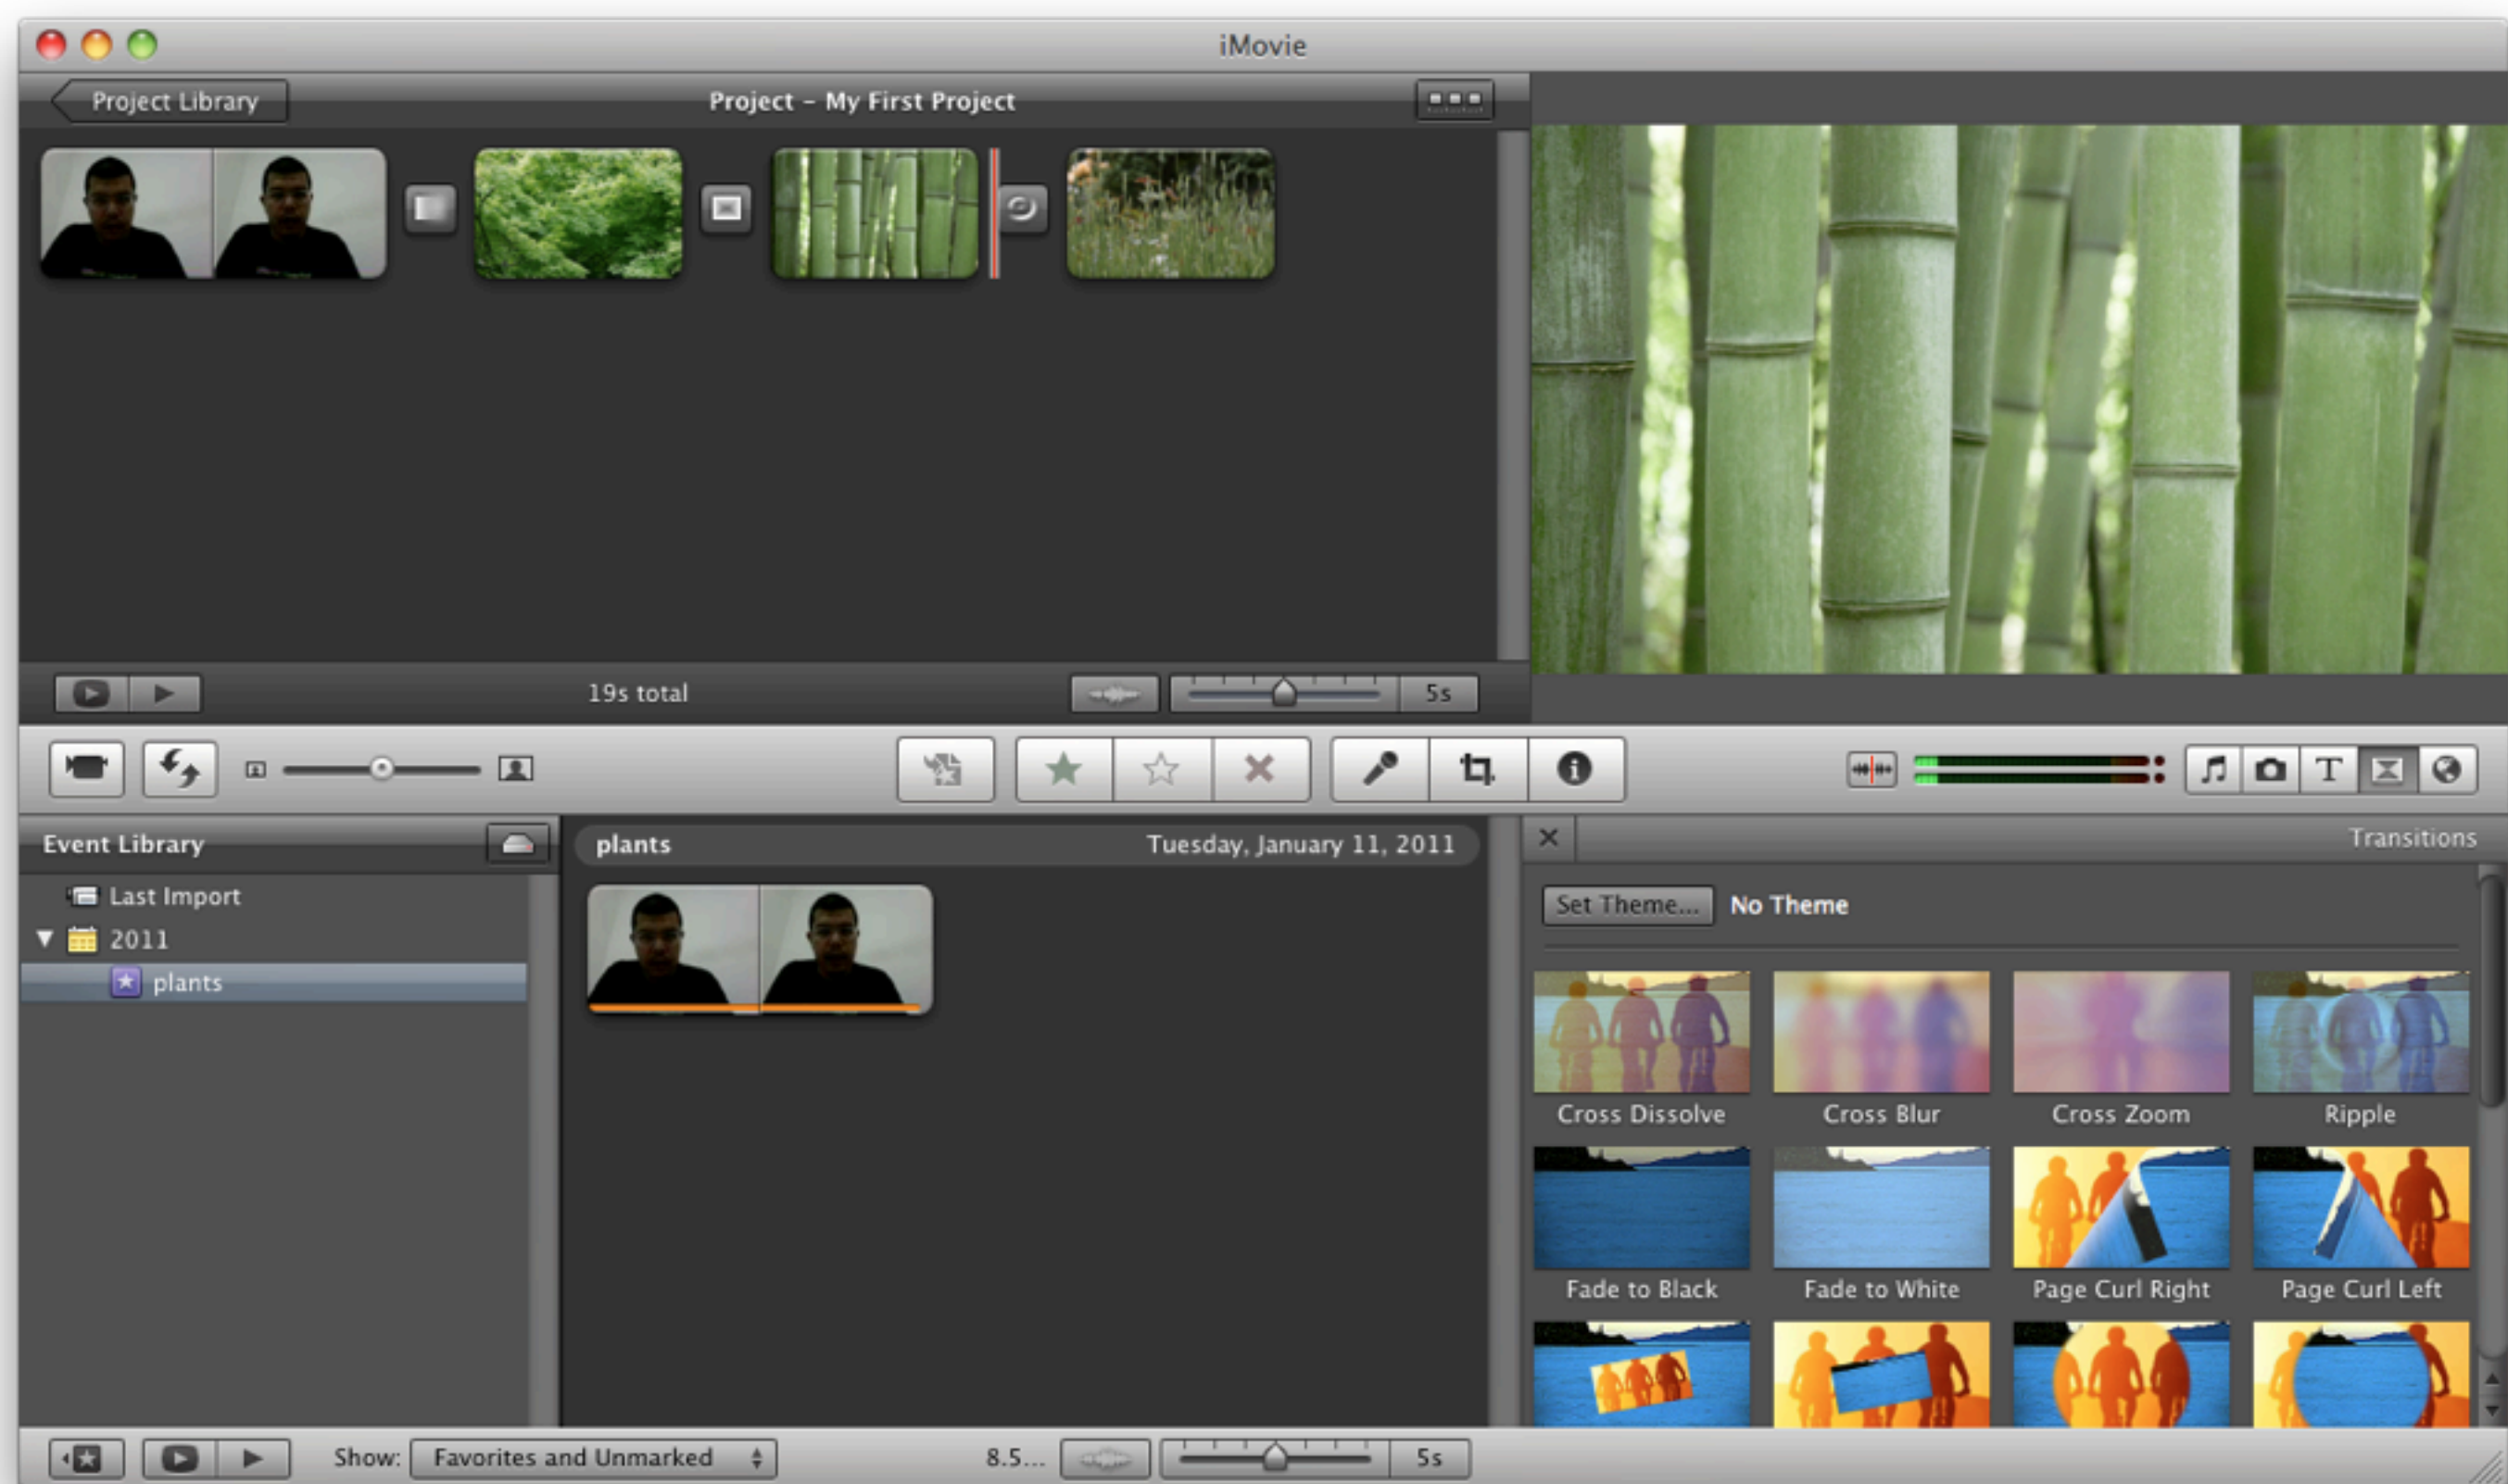 iMovie
Project Library
Project – My First Project
19s total
5s
T
Event Library
Last Import
2011
plants
plants
Tuesday, January 11, 2011
Transitions
Set Theme...
No Theme
Cross Dissolve
Cross Blur
Cross Zoom
Ripple
Fade to Black
Fade to White
Page Curl Right
Page Curl Left
Show:
Favorites and Unmarked
8.5...
5s